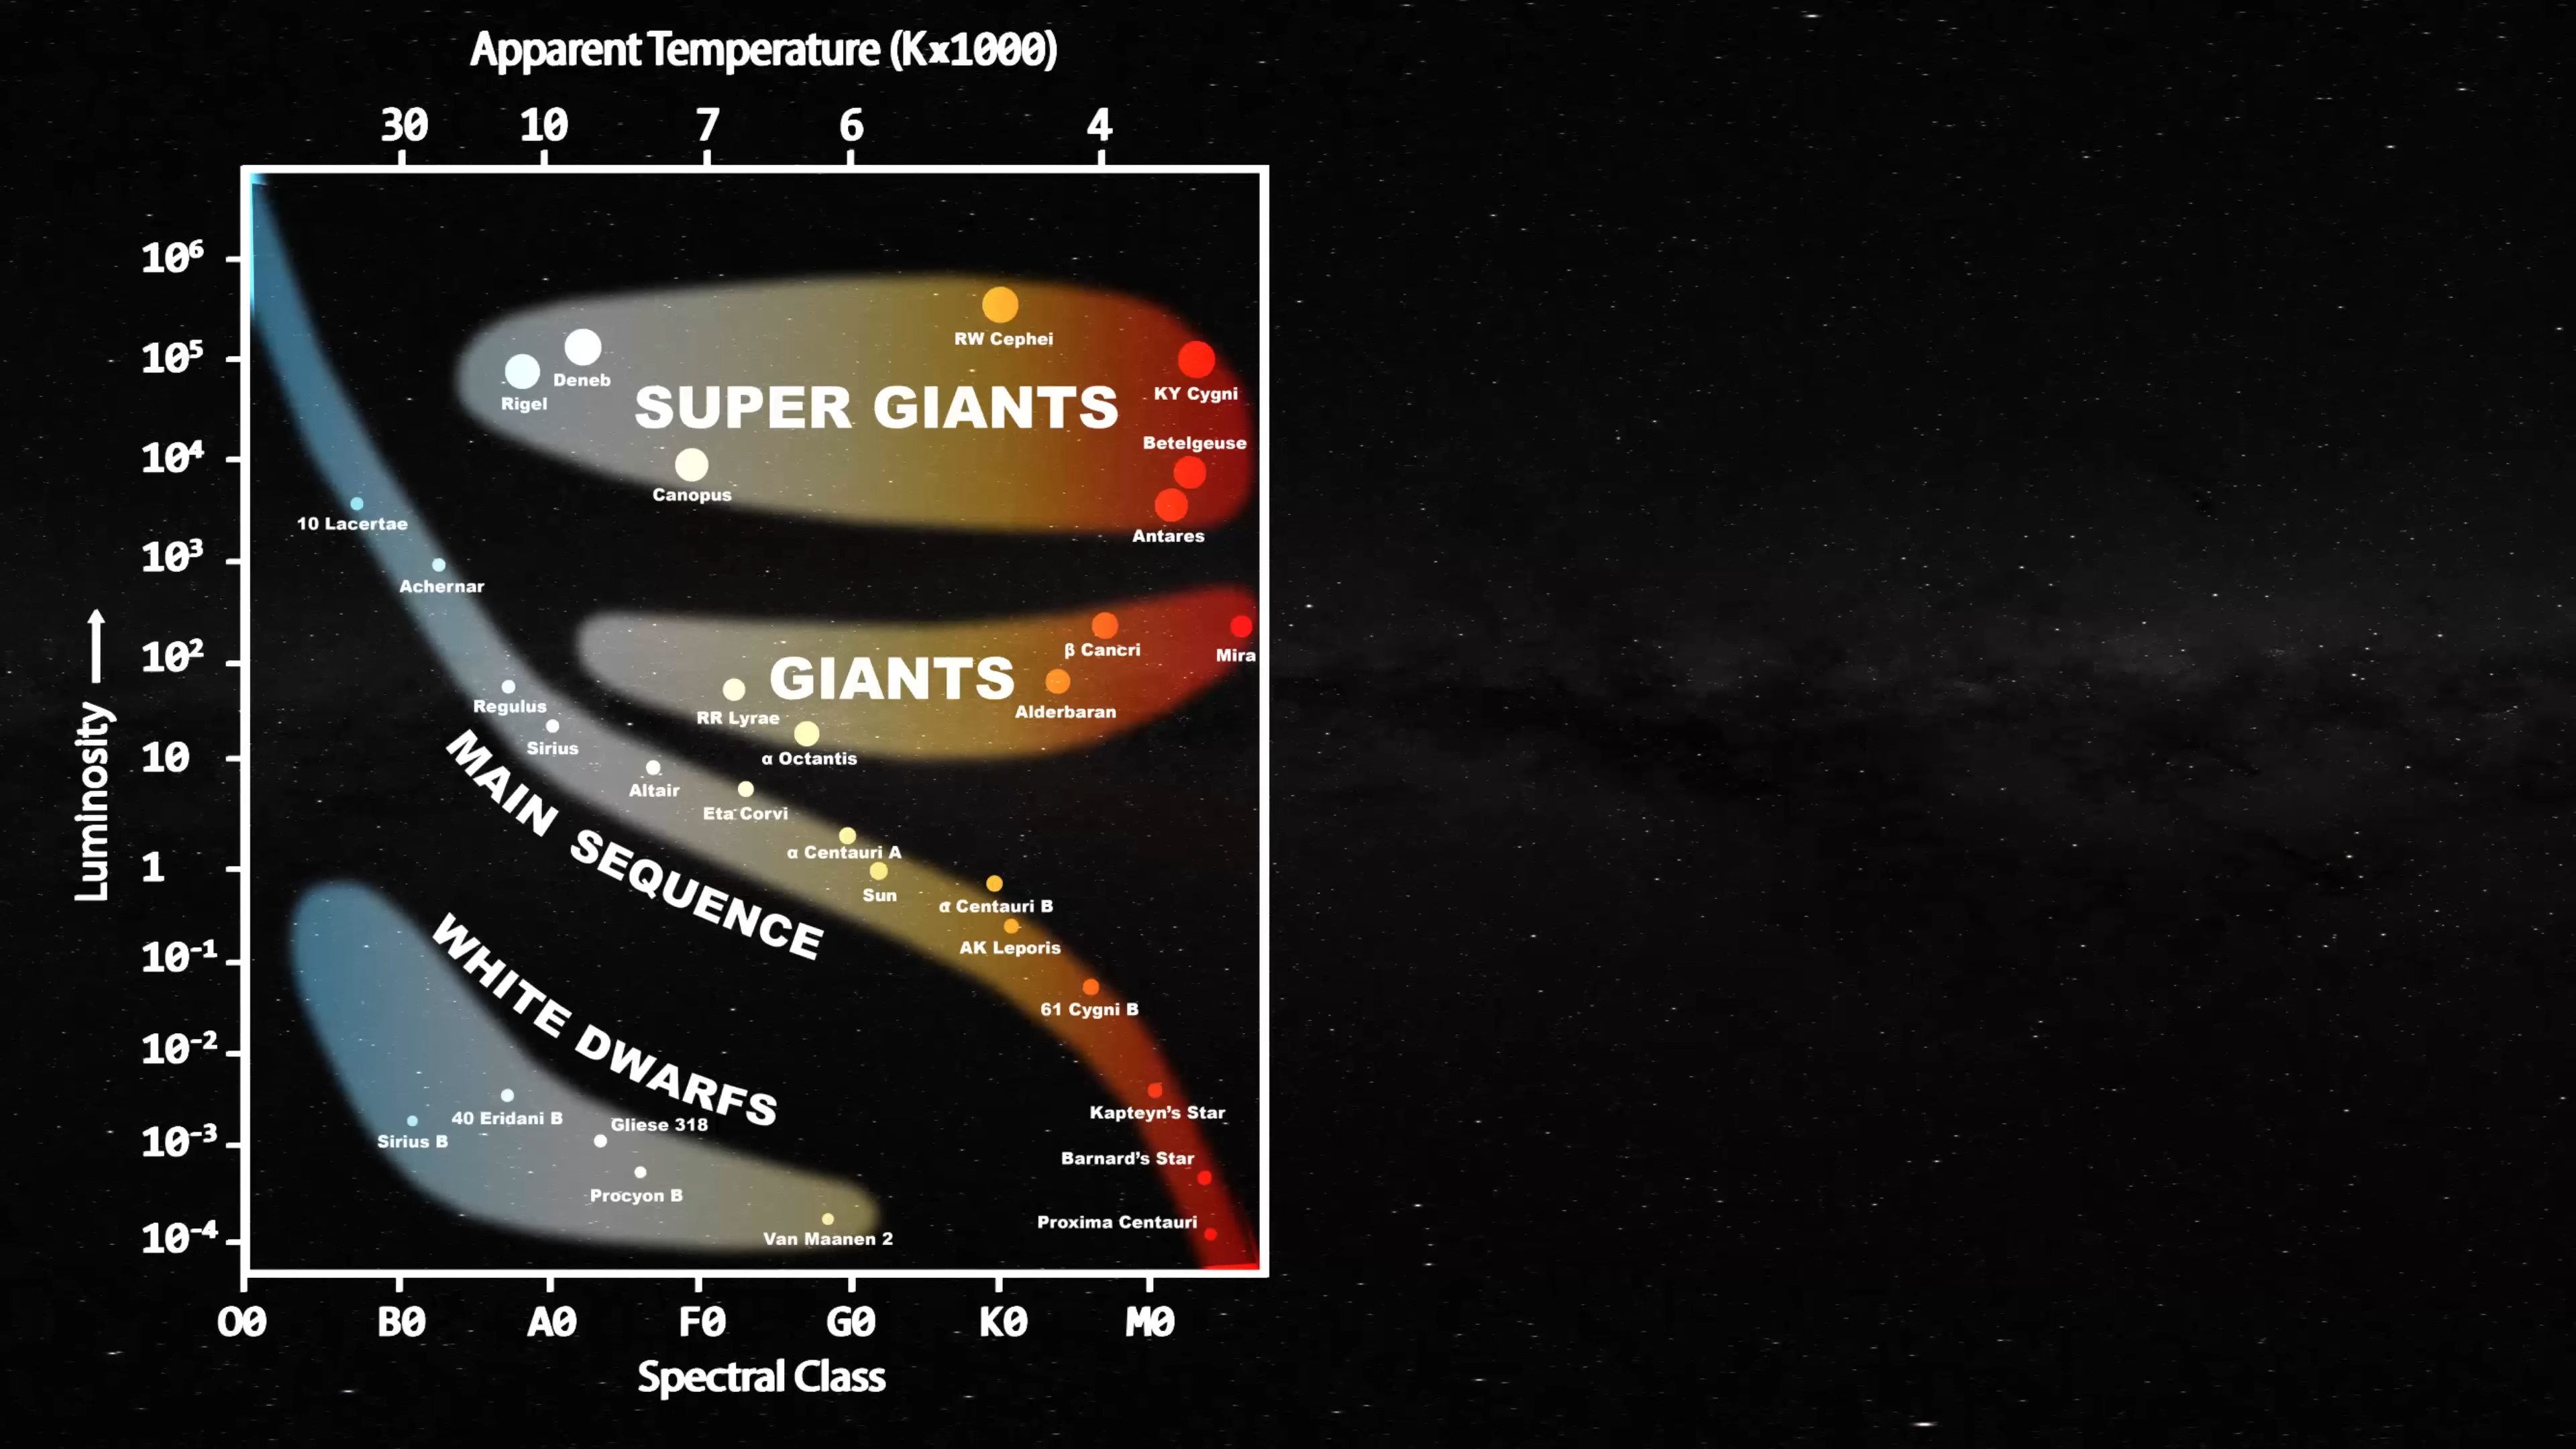 Apparent Temperature (Kx1000)
30 10 7 6 4
10⁶
10⁵
10⁴
10³
10²
10
1
10⁻¹
10⁻²
10⁻³
10⁻⁴
Luminosity
RW Cephei
Deneb
Rigel
KY Cygni
SUPER GIANTS
Betelgeuse
Canopus
Antares
10 Lacertae
Achernar
β Cancri
Mira
GIANTS
Regulus
RR Lyrae
Alderbaran
Sirius
α Octantis
MAIN SEQUENCE
Altair
Eta Corvi
α Centauri A
Sun
α Centauri B
AK Leporis
61 Cygni B
WHITE DWARFS
40 Eridani B
Gliese 318
Sirius B
Kapteyn’s Star
Barnard’s Star
Procyon B
Proxima Centauri
Van Maanen 2
O0 B0 A0 F0 G0 K0 M0
Spectral Class